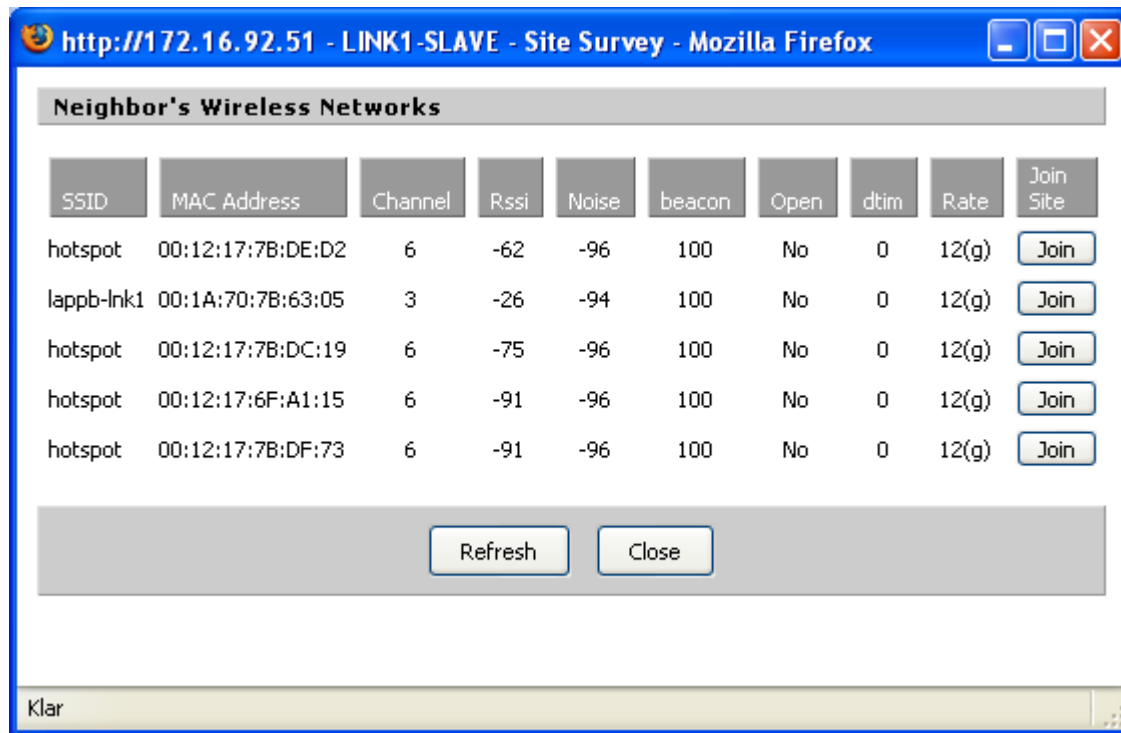 http://172.16.92.51 - LINK1-SLAVE - Site Survey - Mozilla Firefox
Neighbor's Wireless Networks
SSID MAC Address Channel Rssi Noise beacon Open dtim Rate Join Site
hotspot 00:12:17:7B:DE:D2 6 -62 -96 100 No 0 12(g) Join
lappb-lnk1 00:1A:70:7B:63:05 3 -26 -94 100 No 0 12(g) Join
hotspot 00:12:17:7B:DC:19 6 -75 -96 100 No 0 12(g) Join
hotspot 00:12:17:6F:A1:15 6 -91 -96 100 No 0 12(g) Join
hotspot 00:12:17:7B:DF:73 6 -91 -96 100 No 0 12(g) Join
Refresh Close
Klar